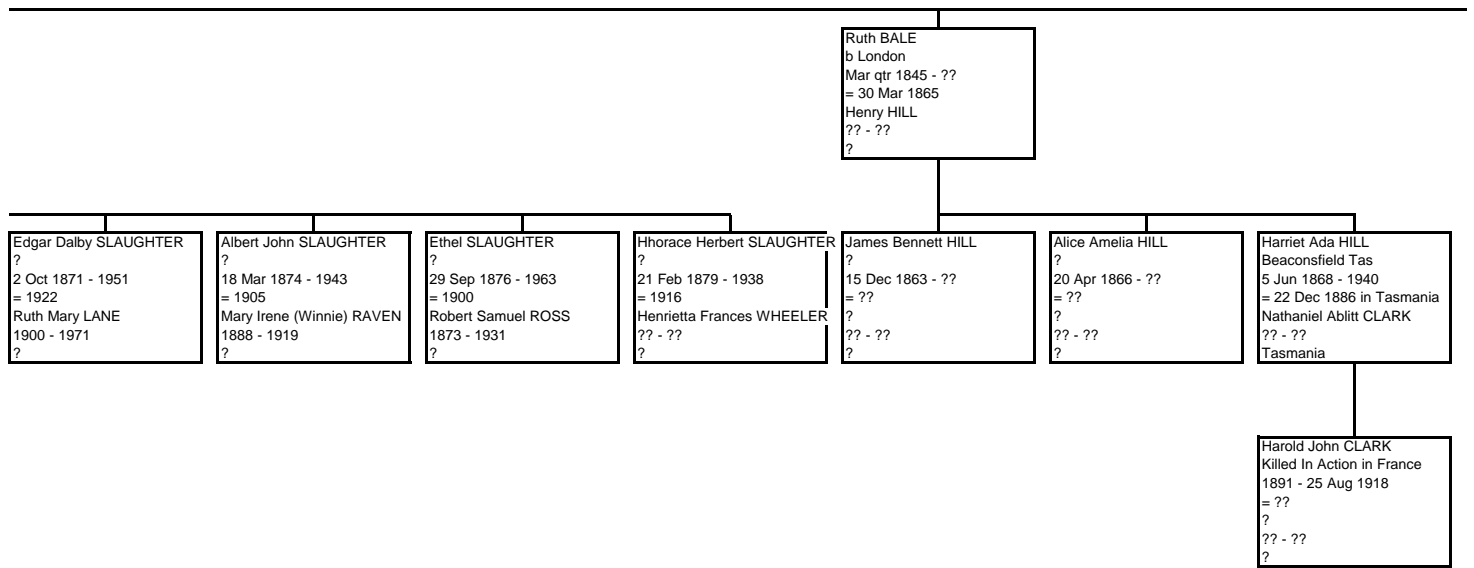 Ruth BALE
b London
Mar qtr 1845 - ??
= 30 Mar 1865
Henry HILL
?? - ??
?
Edgar Dalby SLAUGHTER
?
2 Oct 1871 - 1951
= 1922
Ruth Mary LANE
1900 - 1971
?
Albert John SLAUGHTER
?
18 Mar 1874 - 1943
= 1905
Mary Irene (Winnie) RAVEN
1888 - 1919
?
Ethel SLAUGHTER
?
29 Sep 1876 - 1963
= 1900
Robert Samuel ROSS
1873 - 1931
?
Hhorace Herbert SLAUGHTER
?
21 Feb 1879 - 1938
= 1916
Henrietta Frances WHEELER
?? - ??
?
James Bennett HILL
?
15 Dec 1863 - ??
= ??
?
?? - ??
?
Alice Amelia HILL
?
20 Apr 1866 - ??
= ??
?
?? - ??
?
Harriet Ada HILL
Beaconsfield Tas
5 Jun 1868 - 1940
= 22 Dec 1886 in Tasmania
Nathaniel Ablitt CLARK
?? - ??
Tasmania
Harold John CLARK
Killed In Action in France
1891 - 25 Aug 1918
= ??
?
?? - ??
?